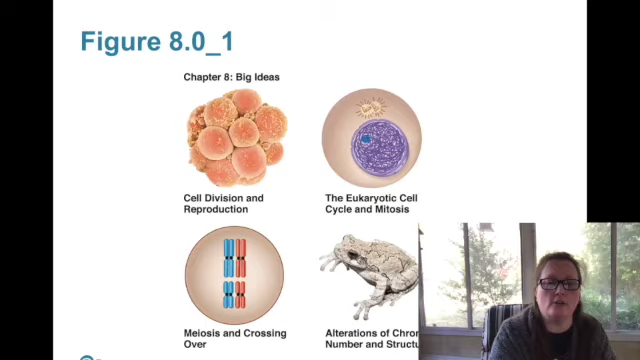 Figure 8.0_1
Chapter 8: Big Ideas
Cell Division and
Reproduction
The Eukaryotic Cell
Cycle and Mitosis
Meiosis and Crossing
Over
Alterations of Chrom
Number and Structu